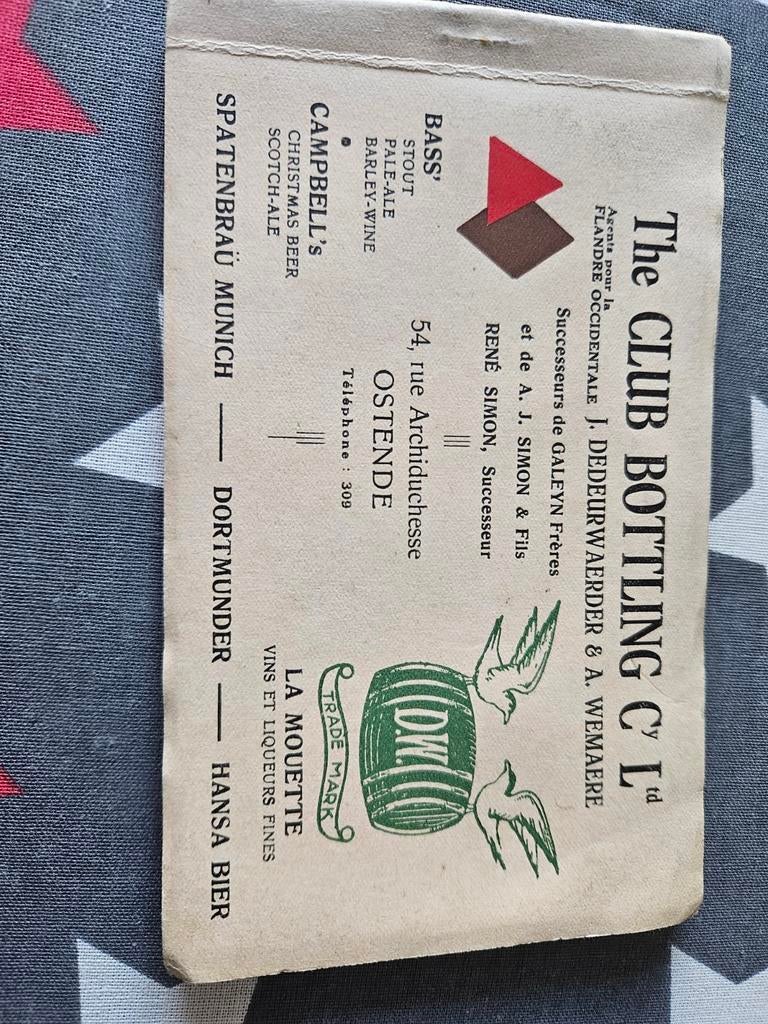 The CLUB BOTTLING Cy Ltd
Agents pour la
FLANDRE OCCIDENTALE J. DEDEURWAERDER & A. WEMAERE
Successeurs de GALEYN Frères
et de A. J. SIMON & Fils
RENÉ SIMON, Successeur
54, rue Archiduchesse
OSTENDE
Téléphone : 309
BASS'
STOUT
PALE-ALE
BARLEY-WINE
CAMPBELL's
CHRISTMAS BEER
SCOTCH-ALE
D.W.
TRADE MARK
LA MOUETTE
VINS ET LIQUEURS FINES
SPATENBRAÜ MUNICH — DORTMUNDER — HANSA BIER